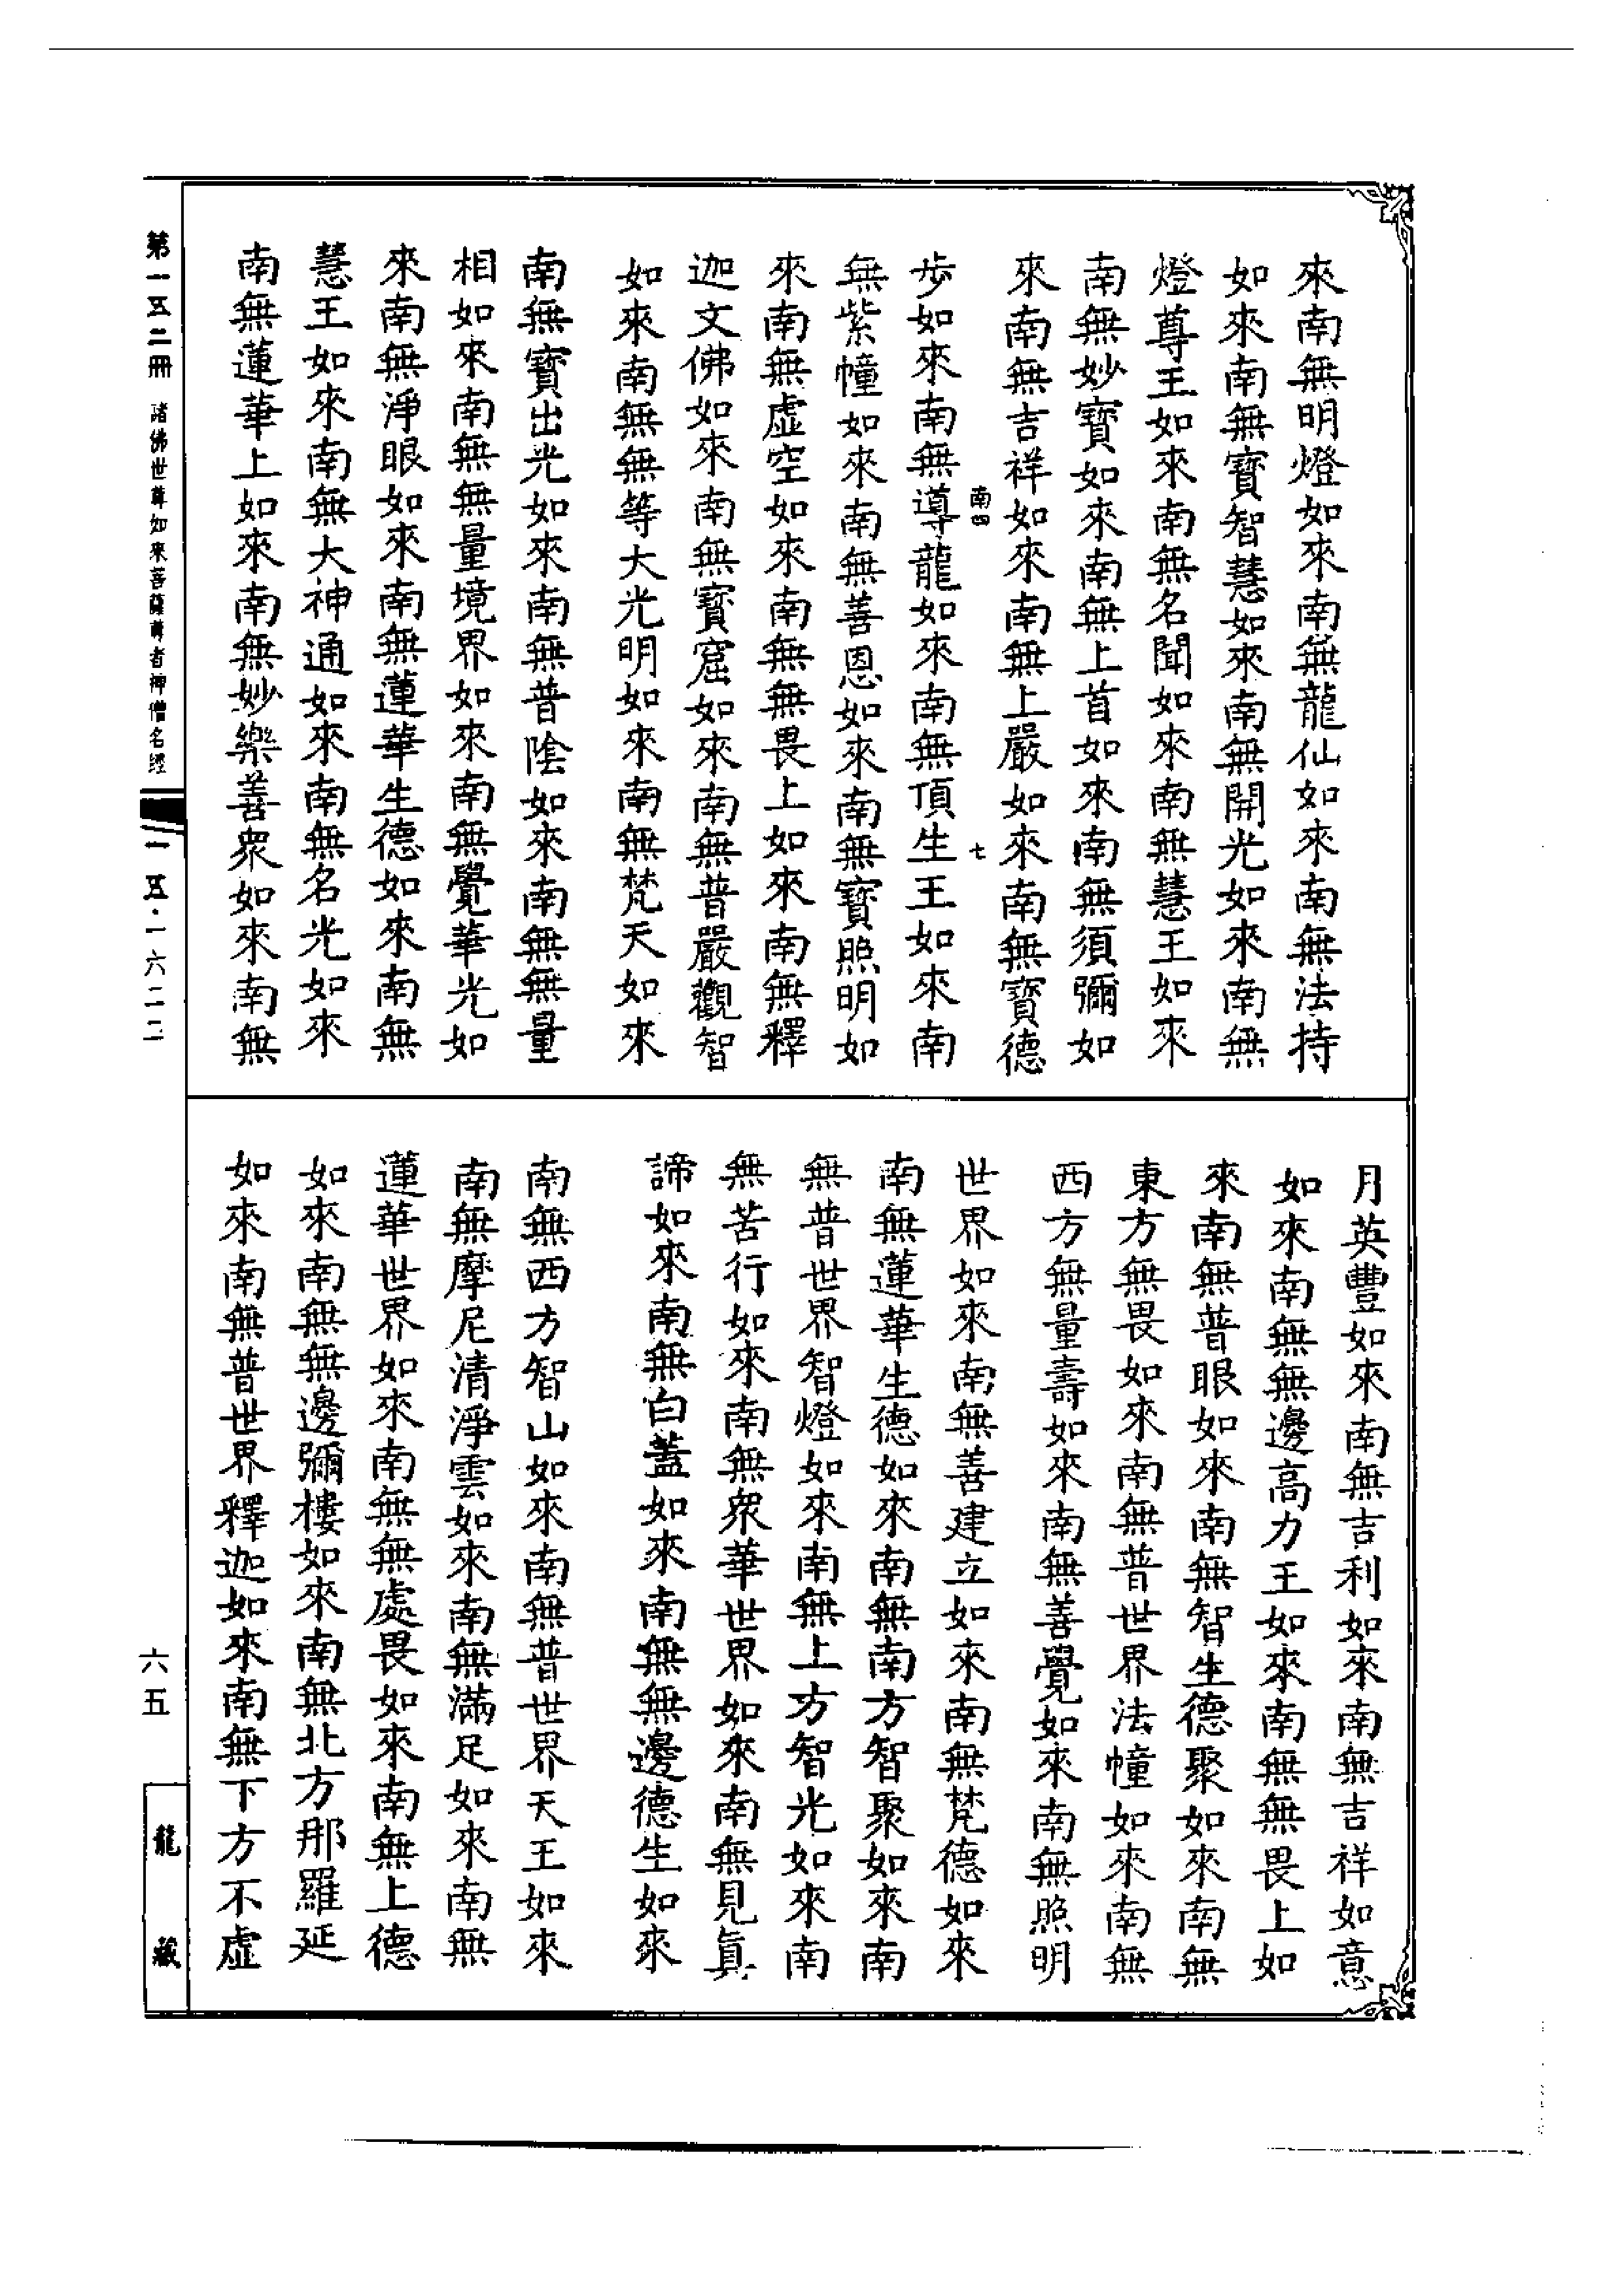 來南無明燈如來南無龍仙如來南無法持
如來南無寶智慧如來南無開光如來南無
燈尊王如來南無名聞如來南無慧王如來
南無妙寶如來南無上首如來南無須彌如
來南無吉祥如來南無上嚴如來南無寶德
南四 七
步如來南無導龍如來南無頂生王如來南
無紫幢如來南無善恩如來南無寶照明如
來南無虛空如來南無無畏上如來南無釋
迦文佛如來南無寶窟如來南無普嚴觀智
如來南無無等大光明如來南無梵天如來
南無寶出光如來南無普陰如來南無無量
相如來南無無量境界如來南無覺華光如
來南無淨眼如來南無蓮華生德如來南無
慧王如來南無大神通如來南無名光如來
南無蓮華上如來南無妙樂善眾如來南無
月英豐如來南無吉利如來南無吉祥如意
如來南無無邊高力王如來南無無畏上如
來南無普眼如來南無智生德聚如來南無
東方無畏如來南無普世界法幢如來南無
西方無量壽如來南無善覺如來南無照明
世界如來南無善建立如來南無梵德如來
南無蓮華生德如來南無南方智聚如來南
無普世界智燈如來南無上方智光如來南
無苦行如來南無眾華世界如來南無見真
諦如來南無白蓋如來南無無邊德生如來
南無西方智山如來南無普世界天王如來
南無摩尼清淨雲如來南無滿足如來南無
蓮華世界如來南無無處畏如來南無上德
如來南無無邊彌樓如來南無北方那羅延
如來南無普世界釋迦如來南無下方不虛
第一五二冊 諸佛世尊如來菩薩尊者神僧名經
一五·一六二二
六五
龍藏